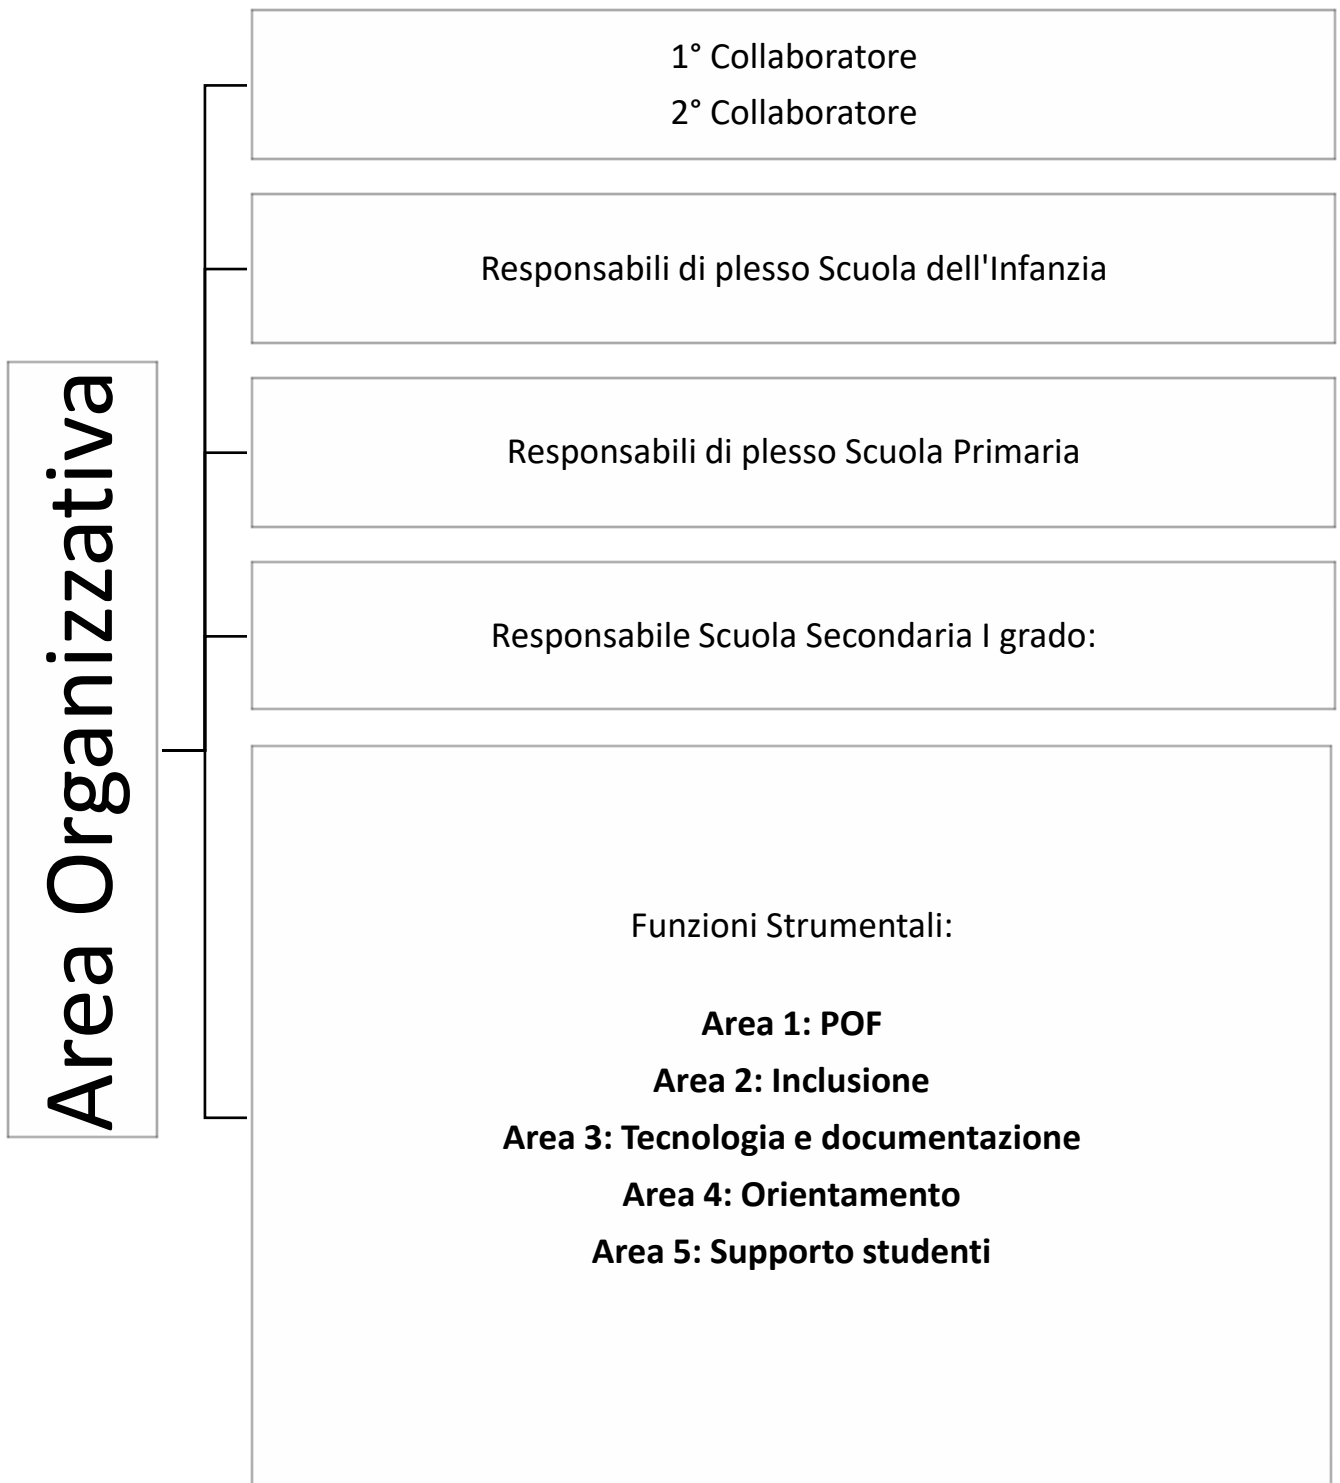 Area Organizzativa
1° Collaboratore
2° Collaboratore
Responsabili di plesso Scuola dell'Infanzia
Responsabili di plesso Scuola Primaria
Responsabile Scuola Secondaria I grado:
Funzioni Strumentali:
Area 1: POF
Area 2: Inclusione
Area 3: Tecnologia e documentazione
Area 4: Orientamento
Area 5: Supporto studenti